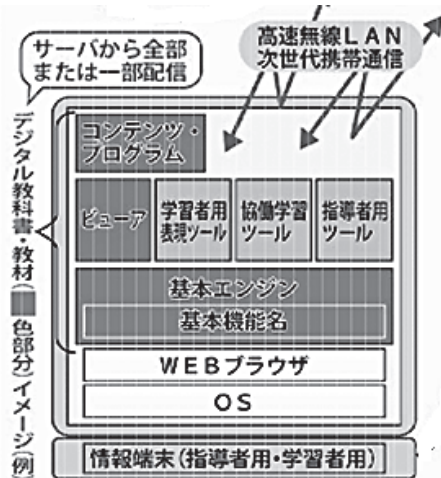 サーバから全部
または一部配信
高速無線LAN
次世代携帯通信
デジタル教科書・教材(■色部分)イメージ(例
コンテンツ・
プログラム
ビューア
学習者用
表現ツール
協働学習
ツール
指導者用
ツール
基本エンジン
基本機能名
WEBブラウザ
OS
情報端末(指導者用・学習者用)